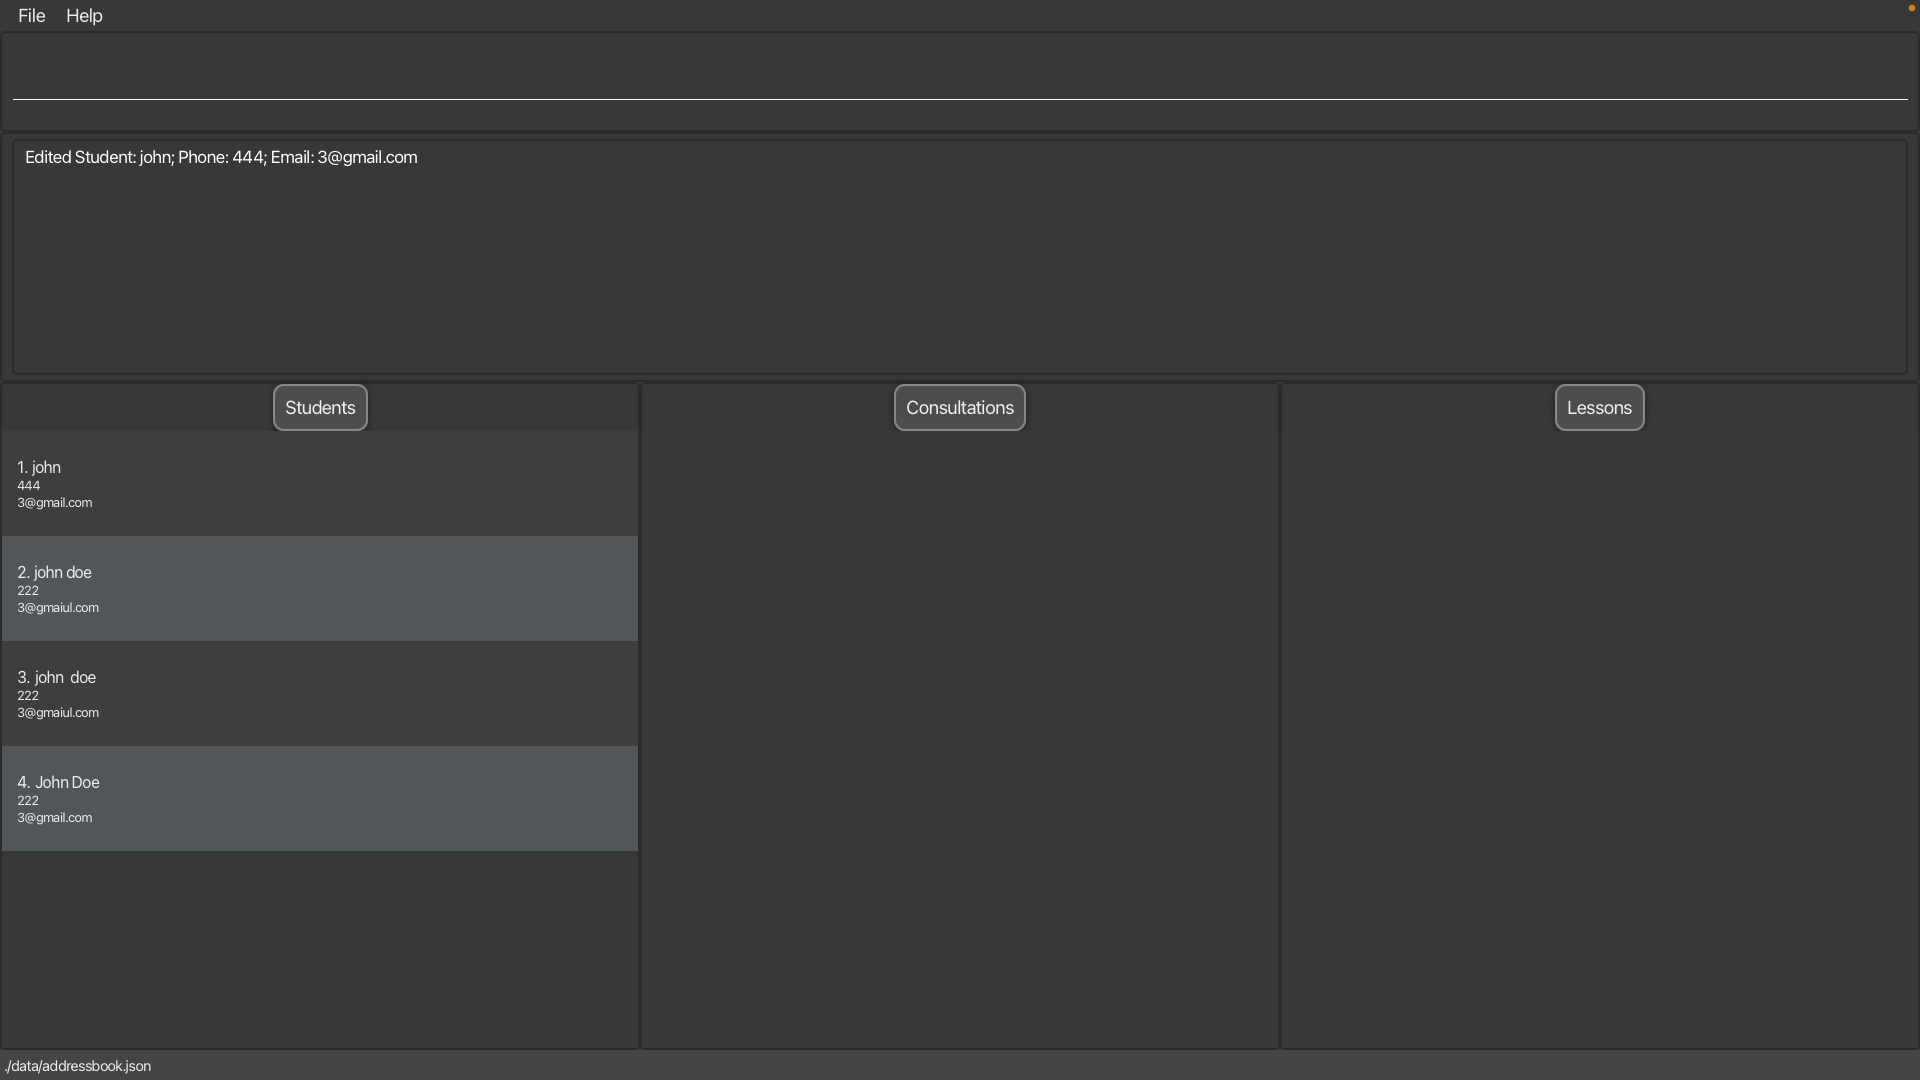 File Help
Edited Student: john; Phone: 444; Email: 3@gmail.com
Students
1. john
444
3@gmail.com
2. john doe
222
3@gmaiul.com
3. john  doe
222
3@gmaiul.com
4. John Doe
222
3@gmail.com
Consultations
Lessons
./data/addressbook.json